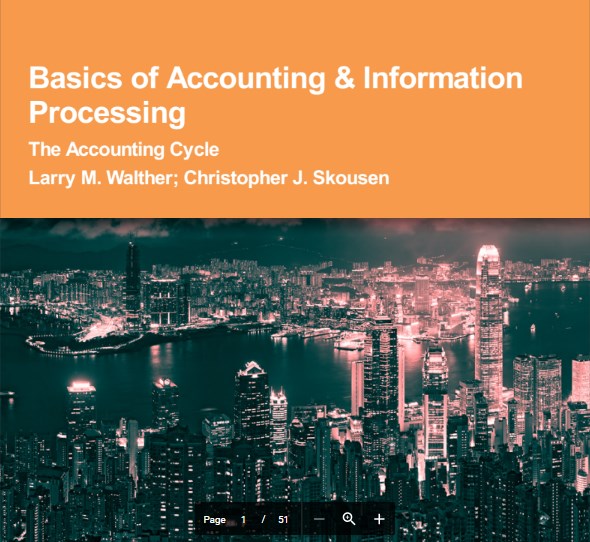 Basics of Accounting & Information
Processing
The Accounting Cycle
Larry M. Walther; Christopher J. Skousen
Page 1 / 51